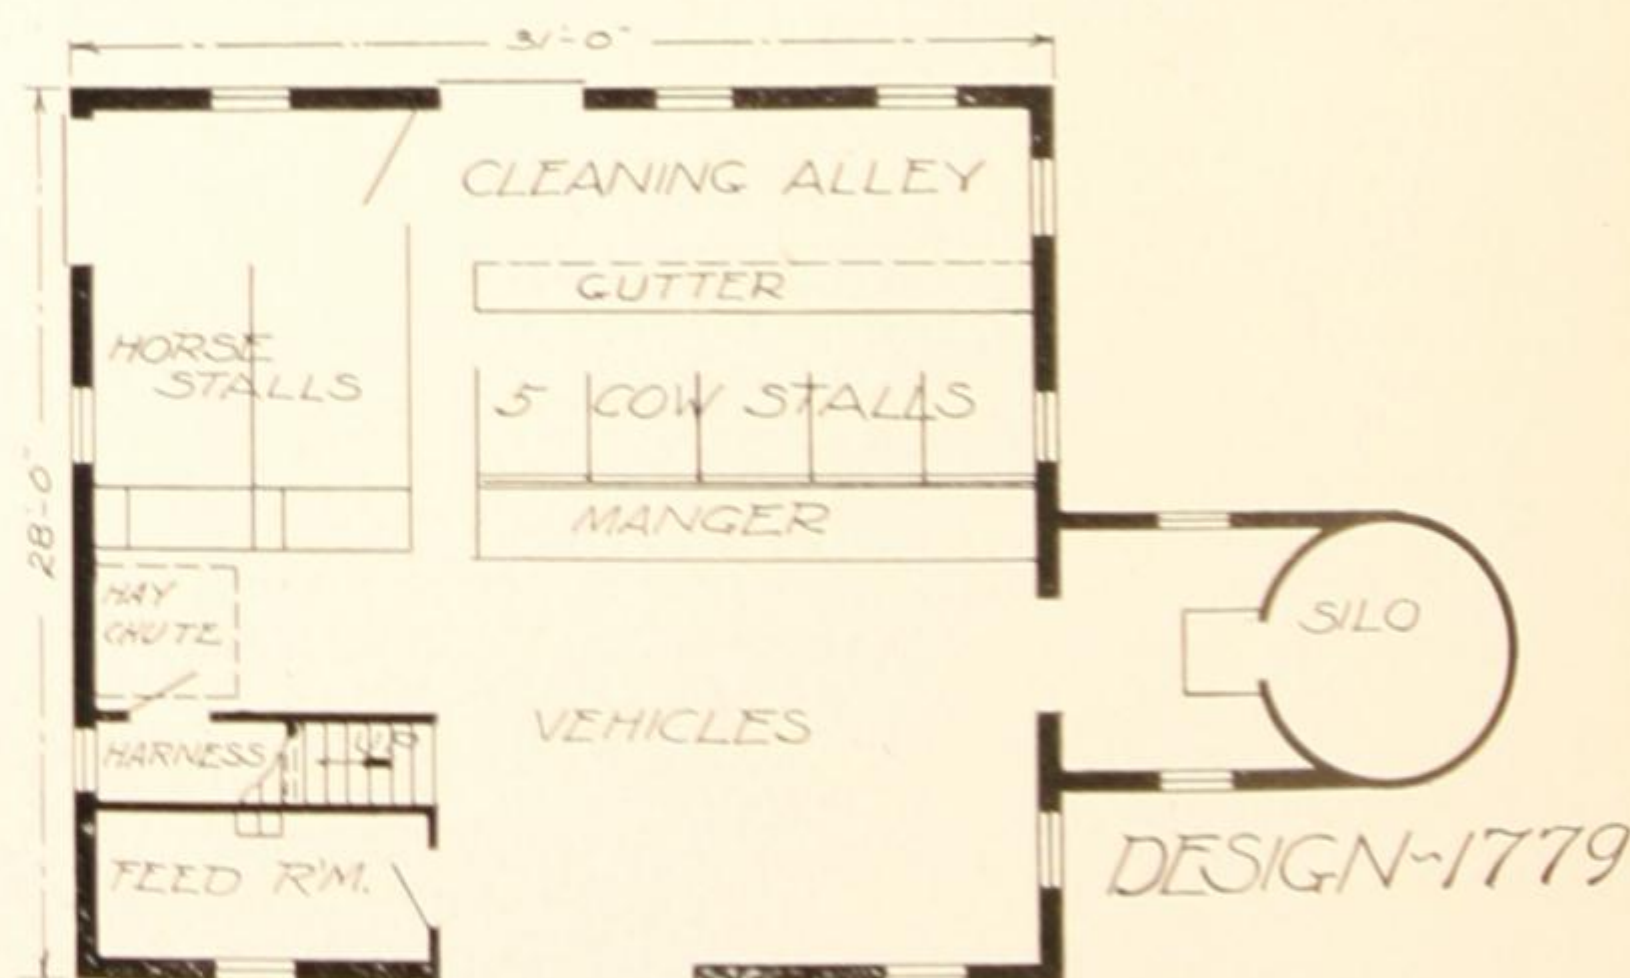 31'-0"
CLEANING ALLEY
GUTTER
HORSE
STALLS
5 COW STALLS
28'-0"
MANGER
HAY
CHUTE
SILO
VEHICLES
HARNESS
UP
FEED R'M.
DESIGN~1779